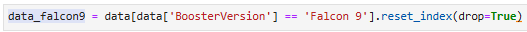 data_falcon9 = data[data['BoosterVersion'] == 'Falcon 9'].reset_index(drop=True)